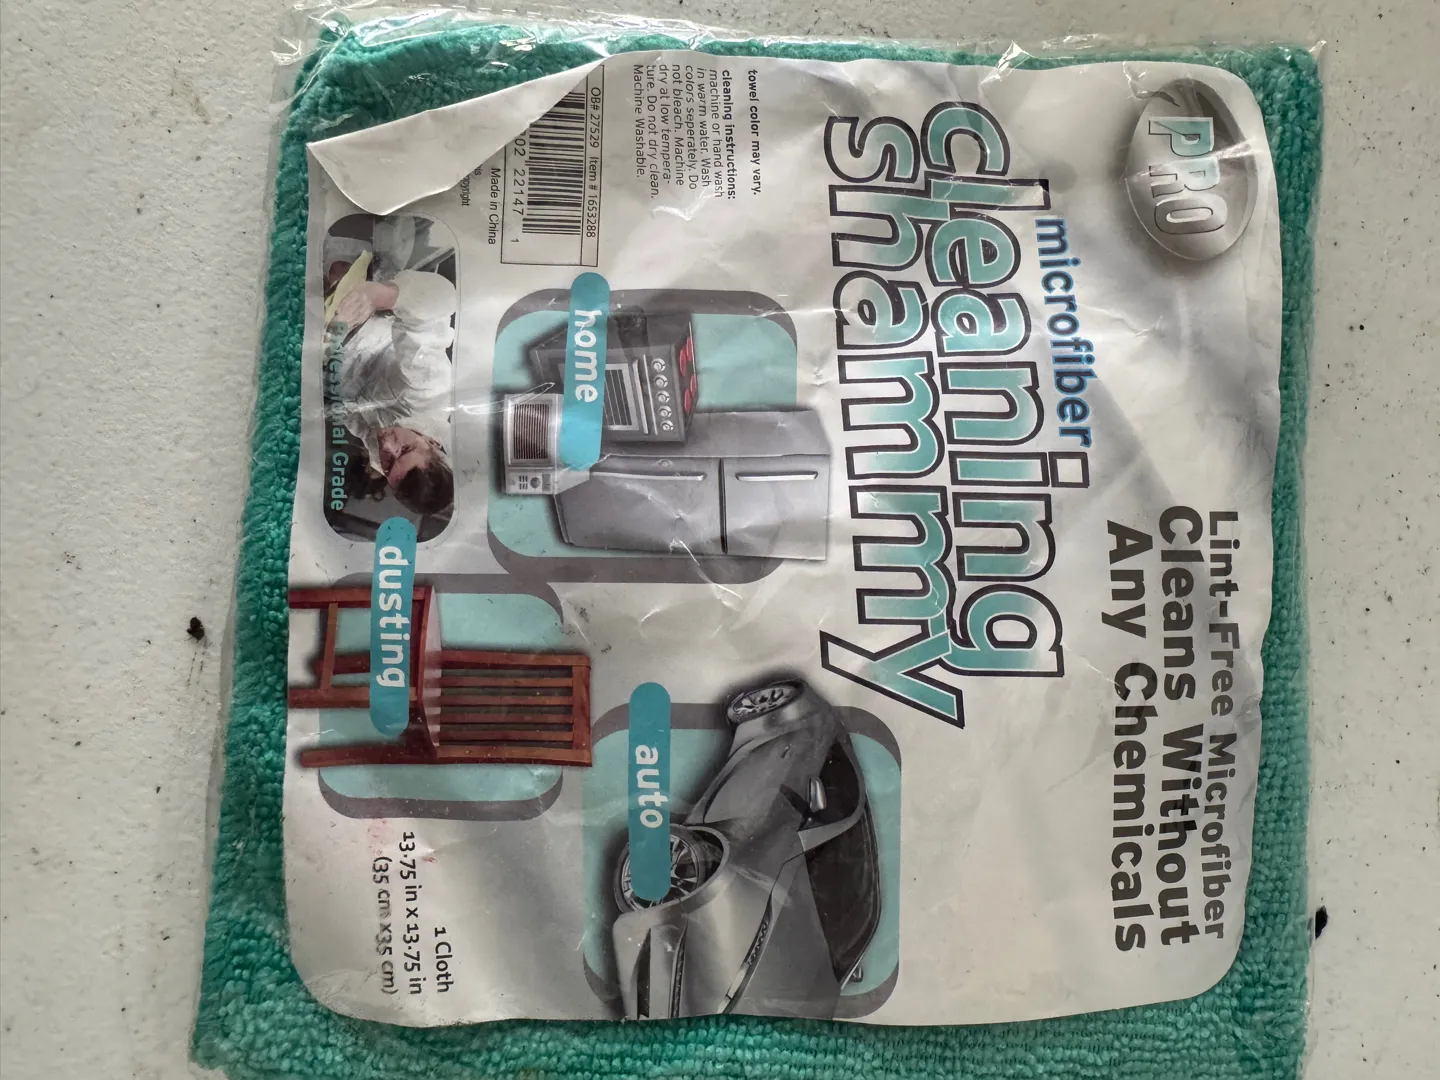 PRO
Lint-Free Microfiber
Cleans Without
Any Chemicals
microfiber
cleaning
shammy
towel color may vary.
cleaning instructions:
machine or hand wash
in warm water. Wash
colors seperately. Do
not bleach. Machine
dry at low tempera-
ture. Do not dry clean.
Machine Washable.
OB# 27529 Item # 1653288
02 22147 1
Made in China
home
auto
Grade
dusting
1 Cloth
13.75 in x 13.75 in
(35 cm x35 cm)